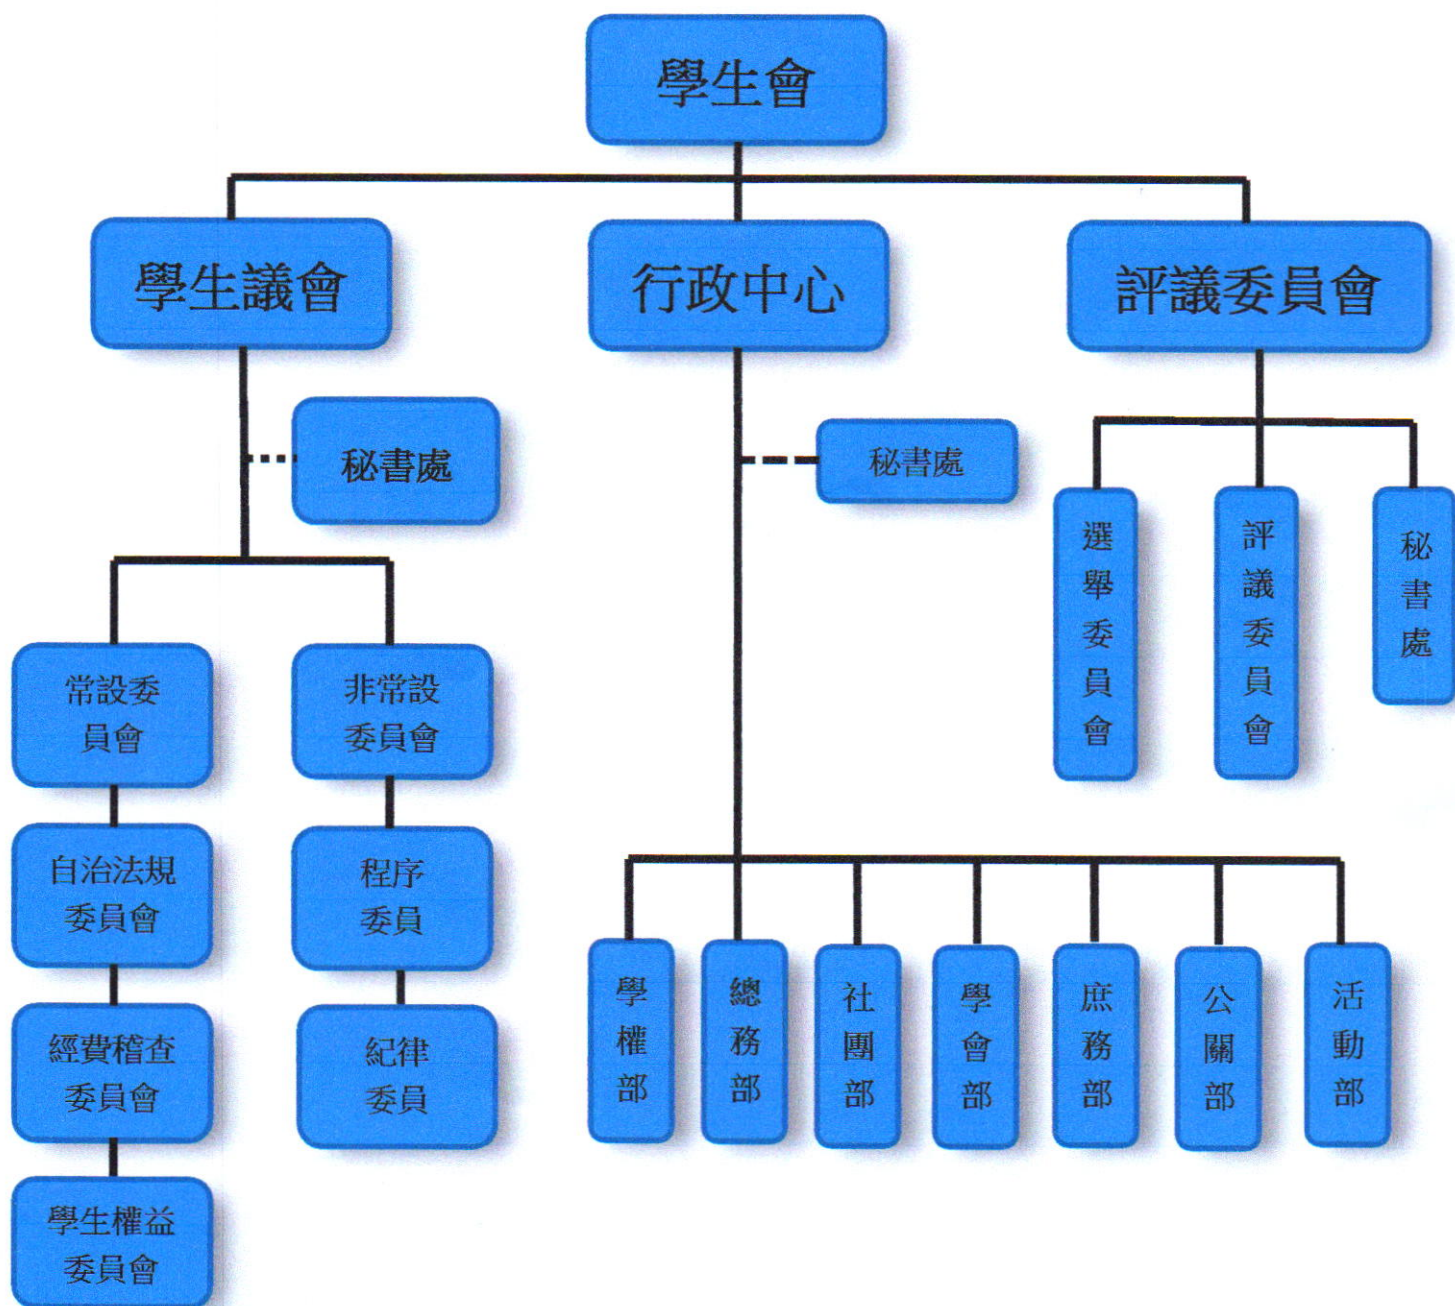 學生會
學生議會
行政中心
評議委員會
秘書處
秘書處
選舉委員會
評議委員會
秘書處
常設委
員會
非常設
委員會
自治法規
委員會
程序
委員
經費稽查
委員會
紀律
委員
學生權益
委員會
學權部
總務部
社團部
學會部
庶務部
公關部
活動部